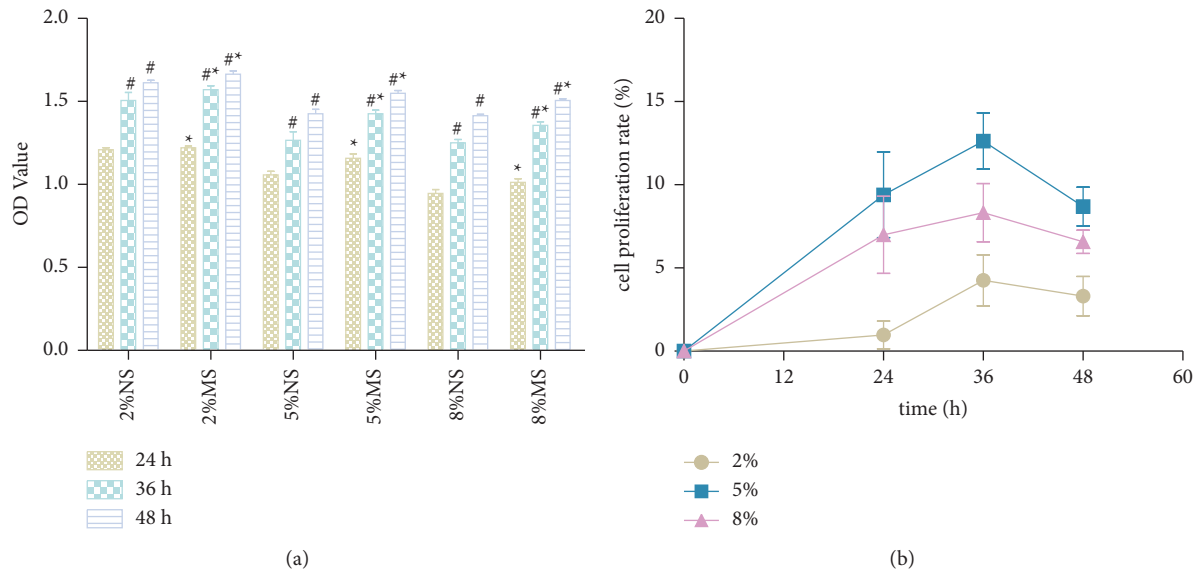 2.0
1.5
1.0
0.5
0.0
OD Value
# #
* #* #*
# #
* #* #*
# #
* #* #*
2%NS
2%MS
5%NS
5%MS
8%NS
8%MS
24 h
36 h
48 h
(a)
20
15
10
5
0
cell proliferation rate (%)
0 12 24 36 48 60
time (h)
2%
5%
8%
(b)